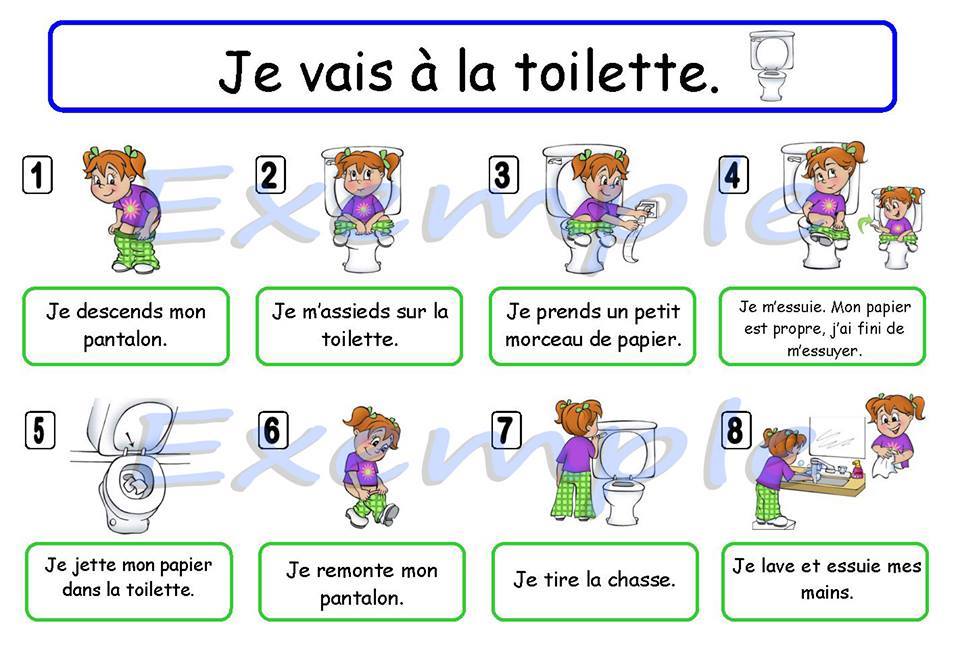 Je vais à la toilette.
1
2
3
4
Exemple
Je descends mon
pantalon.
Je m'assieds sur la
toilette.
Je prends un petit
morceau de papier.
Je m'essuie. Mon papier
est propre, j'ai fini de
m'essuyer.
5
6
7
8
Exemple
Je jette mon papier
dans la toilette.
Je remonte mon
pantalon.
Je tire la chasse.
Je lave et essuie mes
mains.